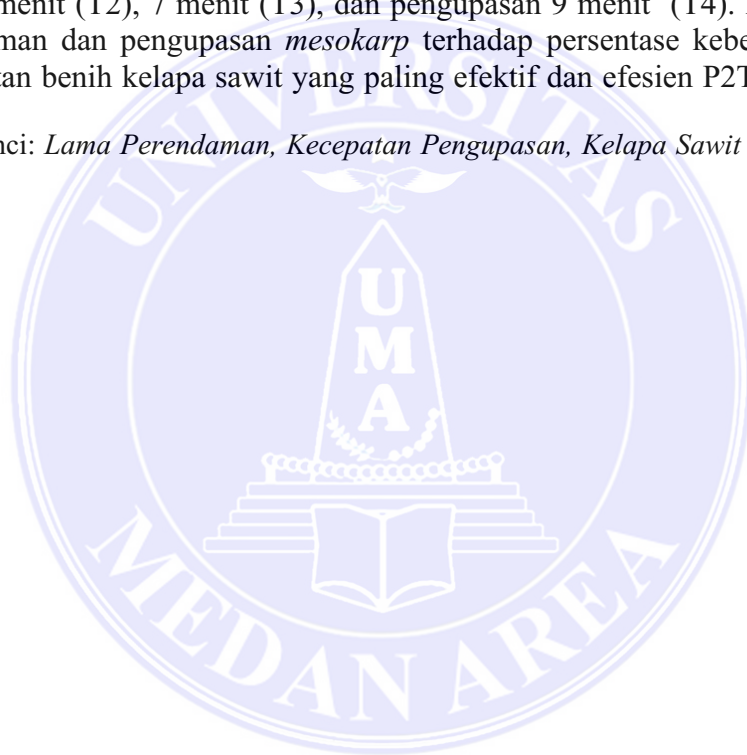 menit (T2), 7 menit (T3), dan pengupasan 9 menit (T4).
man dan pengupasan mesokarp terhadap persentase kebe
tan benih kelapa sawit yang paling efektif dan efesien P2T
nci: Lama Perendaman, Kecepatan Pengupasan, Kelapa Sawit
UNIVERSITAS
UMA
MEDAN AREA